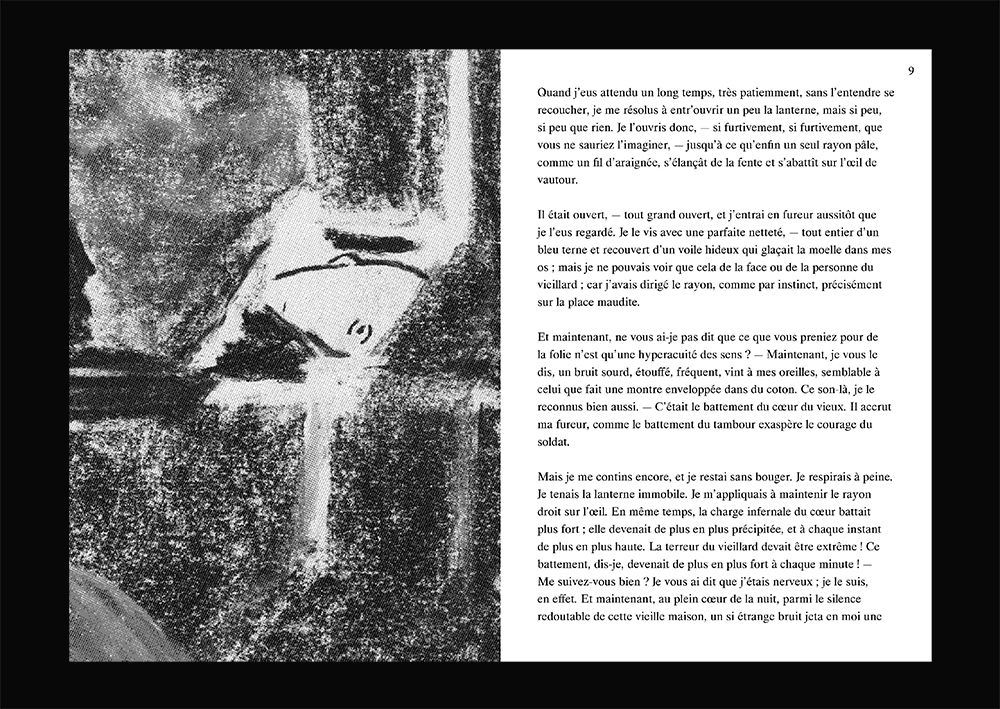 9
Quand j'eus attendu un long temps, très patiemment, sans l'entendre se
recoucher, je me résolus à entr'ouvrir un peu la lanterne, mais si peu,
si peu que rien. Je l'ouvris donc, — si furtivement, si furtivement, que
vous ne sauriez l'imaginer, — jusqu'à ce qu'enfin un seul rayon pâle,
comme un fil d'araignée, s'élançât de la fente et s'abattît sur l'œil de
vautour.
Il était ouvert, — tout grand ouvert, et j'entrai en fureur aussitôt que
je l'eus regardé. Je le vis avec une parfaite netteté, — tout entier d'un
bleu terne et recouvert d'un voile hideux qui glaçait la moelle dans mes
os ; mais je ne pouvais voir que cela de la face ou de la personne du
vieillard ; car j'avais dirigé le rayon, comme par instinct, précisément
sur la place maudite.
Et maintenant, ne vous ai-je pas dit que ce que vous preniez pour de
la folie n'est qu'une hyperacuité des sens ? — Maintenant, je vous le
dis, un bruit sourd, étouffé, fréquent, vint à mes oreilles, semblable à
celui que fait une montre enveloppée dans du coton. Ce son-là, je le
reconnus bien aussi. — C'était le battement du cœur du vieux. Il accrut
ma fureur, comme le battement du tambour exaspère le courage du
soldat.
Mais je me contins encore, et je restai sans bouger. Je respirais à peine.
Je tenais la lanterne immobile. Je m'appliquais à maintenir le rayon
droit sur l'œil. En même temps, la charge infernale du cœur battait
plus fort ; elle devenait de plus en plus précipitée, et à chaque instant
de plus en plus haute. La terreur du vieillard devait être extrême ! Ce
battement, dis-je, devenait de plus en plus fort à chaque minute ! —
Me suivez-vous bien ? Je vous ai dit que j'étais nerveux ; je le suis,
en effet. Et maintenant, au plein cœur de la nuit, parmi le silence
redoutable de cette vieille maison, un si étrange bruit jeta en moi une